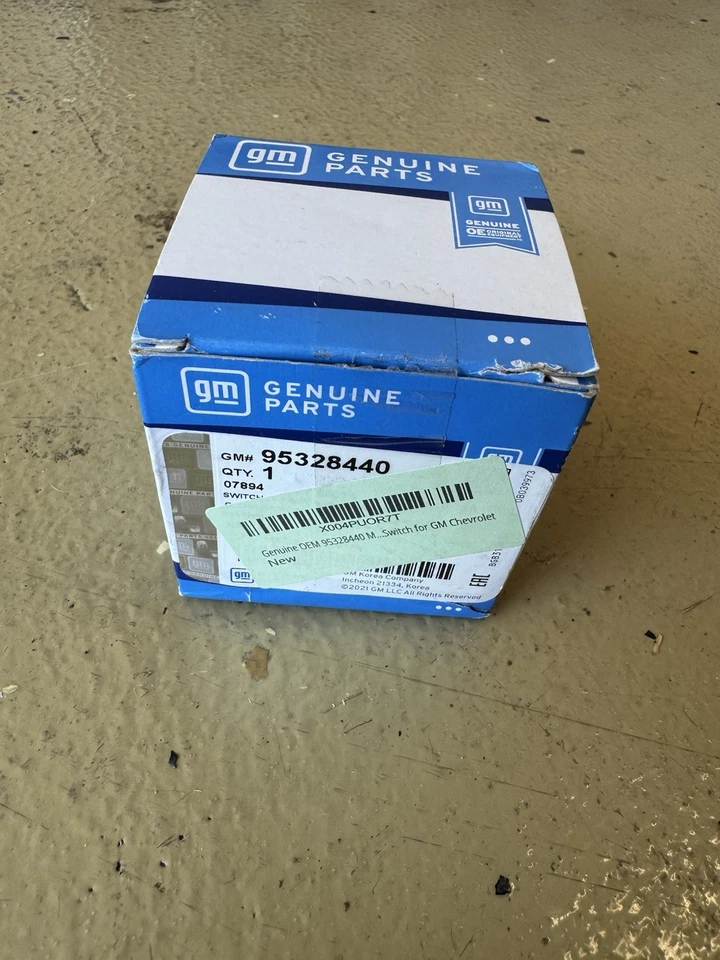 gm GENUINE
PARTS
gm
GENUINE
OE ORIGINAL
EQUIPMENT
gm GENUINE
PARTS
GM# 95328440
QTY. 1
07894
SWITCH
X004PUOR7T
Genuine OEM 95328440 M...Switch for GM Chevrolet
New
gm
GM Korea Company
Incheon 21334, Korea
©2021 GM LLC All Rights Reserved
EAC
0B039973